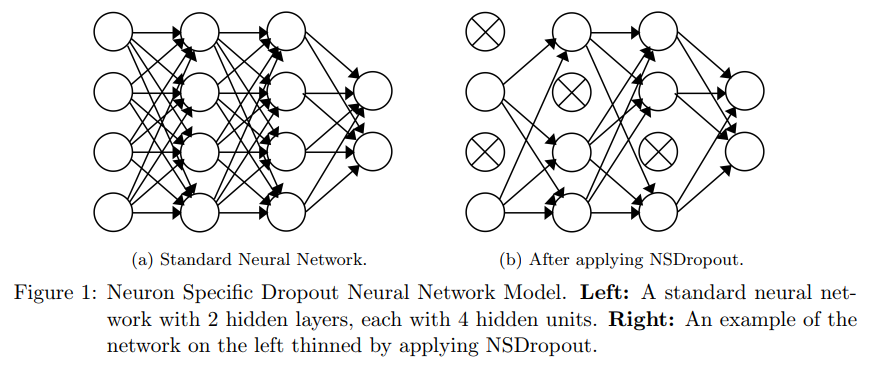 (a) Standard Neural Network.
(b) After applying NSDropout.
Figure 1: Neuron Specific Dropout Neural Network Model. Left: A standard neural net-
work with 2 hidden layers, each with 4 hidden units. Right: An example of the
network on the left thinned by applying NSDropout.